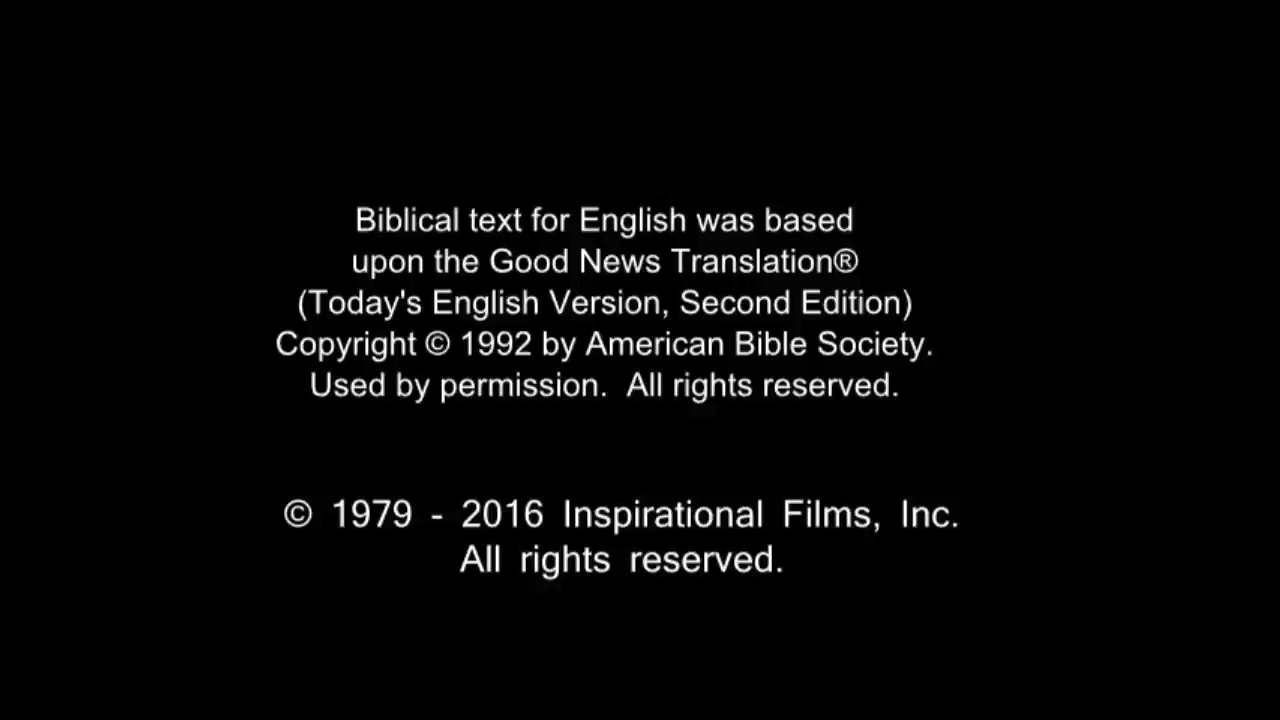 Biblical text for English was based
upon the Good News Translation®
(Today's English Version, Second Edition)
Copyright © 1992 by American Bible Society.
Used by permission.  All rights reserved.
© 1979 - 2016 Inspirational Films, Inc.
All rights reserved.